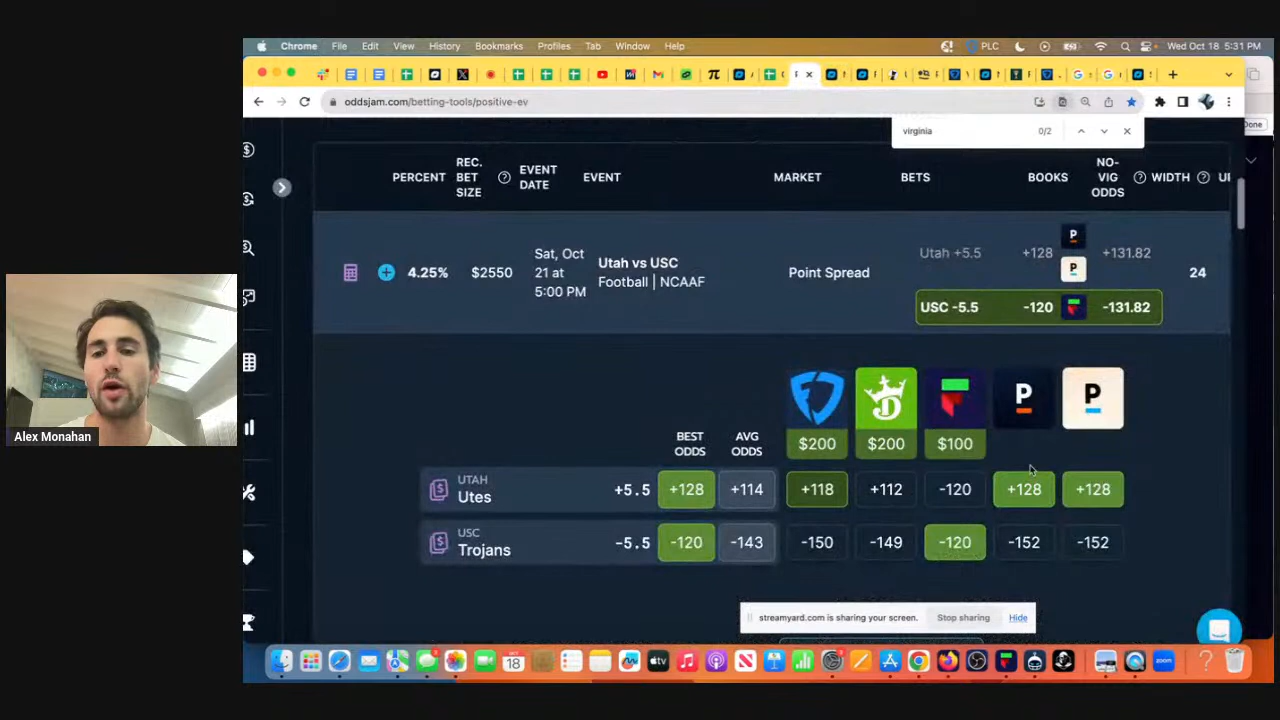 Chrome File Edit View History Bookmarks Profiles Tab Window Help
PLC
Wed Oct 18 5:31 PM
oddsjam.com/betting-tools/positive-ev
virginia 0/2
Done
PERCENT
REC.
BET
SIZE
EVENT
DATE
EVENT
MARKET
BETS
BOOKS
NO-
VIG
ODDS
WIDTH
4.25%
$2550
Sat, Oct
21 at
5:00 PM
Utah vs USC
Football | NCAAF
Point Spread
Utah +5.5 +128 P +131.82
P
USC -5.5 -120 -131.82
24
P P
BEST
ODDS
AVG
ODDS
$200 $200 $100
UTAH
Utes +5.5 +128 +114 +118 +112 -120 +128 +128
USC
Trojans -5.5 -120 -143 -150 -149 -120 -152 -152
streamyard.com is sharing your screen. Stop sharing Hide
Alex Monahan
OCT
18
tv
zoom